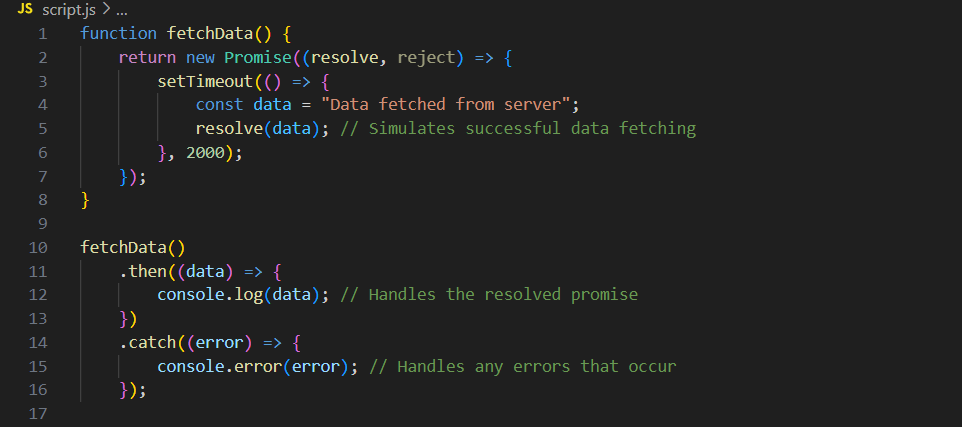 JS script.js > ...
1 function fetchData() {
2     return new Promise((resolve, reject) => {
3         setTimeout(() => {
4             const data = "Data fetched from server";
5             resolve(data); // Simulates successful data fetching
6         }, 2000);
7     });
8 }
9
10 fetchData()
11     .then((data) => {
12         console.log(data); // Handles the resolved promise
13     })
14     .catch((error) => {
15         console.error(error); // Handles any errors that occur
16     });
17